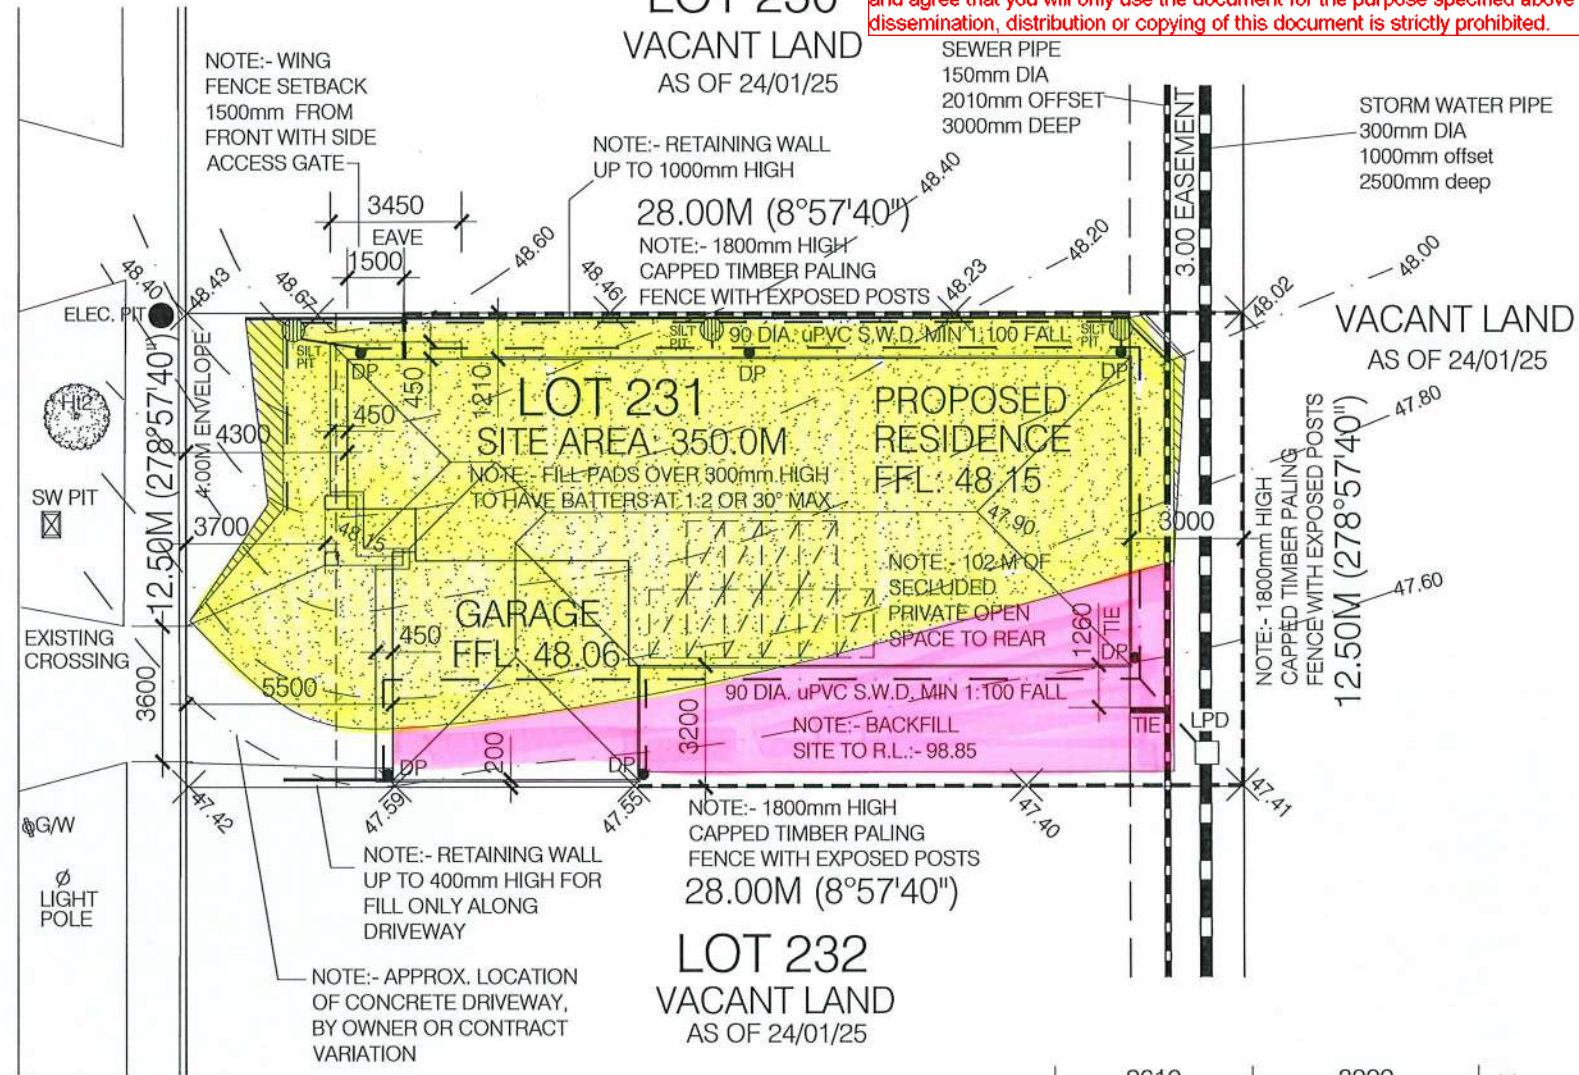 LOT 230
VACANT LAND
AS OF 24/01/25
and agree that you will only use the document for the purpose specified above
dissemination, distribution or copying of this document is strictly prohibited.
NOTE:- WING
FENCE SETBACK
1500mm FROM
FRONT WITH SIDE
ACCESS GATE
NOTE:- RETAINING WALL
UP TO 1000mm HIGH
SEWER PIPE
150mm DIA
2010mm OFFSET
3000mm DEEP
3.00 EASEMENT
STORM WATER PIPE
300mm DIA
1000mm offset
2500mm deep
3450
EAVE
1500
28.00M (8°57'40")
NOTE:- 1800mm HIGH
CAPPED TIMBER PALING
FENCE WITH EXPOSED POSTS
48.40
48.43
48.67
48.60
48.46
48.40
48.23
48.20
48.02
48.00
VACANT LAND
AS OF 24/01/25
ELEC. PIT
SILT
PIT
SILT
PIT
90 DIA. uPVC S.W.D. MIN 1:100 FALL
SILT
PIT
DP
DP
DP
450
1210
450
4300
4.00M ENVELOPE
12.50M (278°57'40")
H12
LOT 231
SITE AREA: 350.0M
NOTE:- FILL PADS OVER 300mm HIGH
TO HAVE BATTERS AT 1:2 OR 30° MAX.
PROPOSED
RESIDENCE
FFL: 48.15
47.80
SW PIT
3700
48.15
47.90
3000
NOTE:- 1800mm HIGH
CAPPED TIMBER PALING
FENCE WITH EXPOSED POSTS
12.50M (278°57'40")
47.60
NOTE:- 102 M OF
SECLUDED
PRIVATE OPEN
SPACE TO REAR
GARAGE
FFL: 48.06
450
1260
TIE
DP
EXISTING
CROSSING
3600
5500
90 DIA. uPVC S.W.D. MIN 1:100 FALL
NOTE:- BACKFILL
SITE TO R.L.:- 98.85
TIE
LPD
3200
200
DP
DP
47.42
47.59
47.55
47.40
47.41
G/W
LIGHT
POLE
NOTE:- RETAINING WALL
UP TO 400mm HIGH FOR
FILL ONLY ALONG
DRIVEWAY
NOTE:- 1800mm HIGH
CAPPED TIMBER PALING
FENCE WITH EXPOSED POSTS
28.00M (8°57'40")
NOTE:- APPROX. LOCATION
OF CONCRETE DRIVEWAY,
BY OWNER OR CONTRACT
VARIATION
LOT 232
VACANT LAND
AS OF 24/01/25